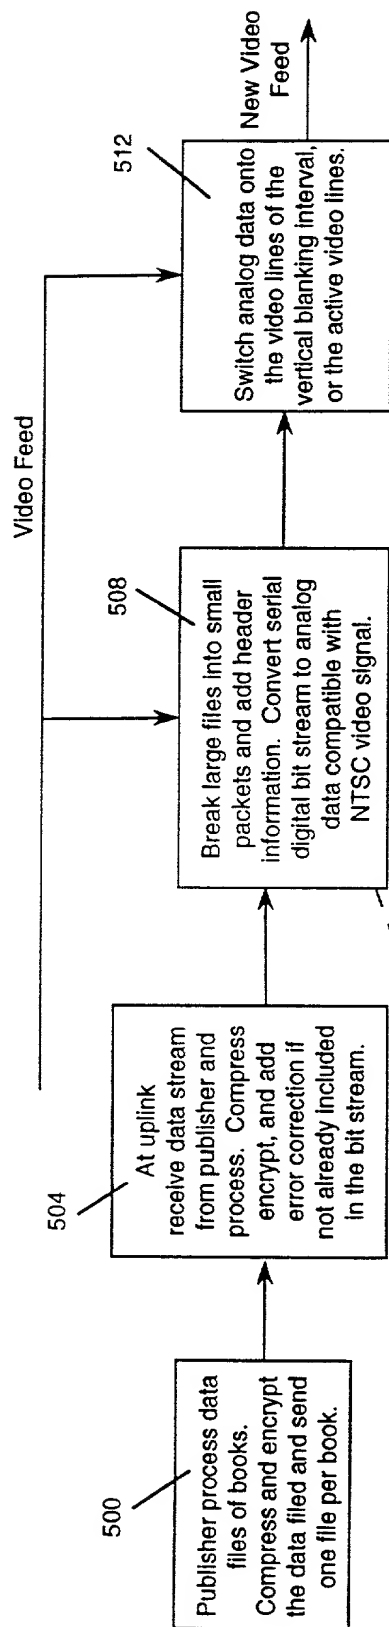 Video Feed
500
Publisher process data
files of books.
Compress and encrypt
the data filed and send
one file per book.
504
At uplink
receive data stream
from publisher and
process. Compress
encrypt, and add
error correction if
not already included
in the bit stream.
508
Break large files into small
packets and add header
information. Convert serial
digital bit stream to analog
data compatible with
NTSC video signal.
512
Switch analog data onto
the video lines of the
vertical blanking interval,
or the active video lines.
New Video
Feed